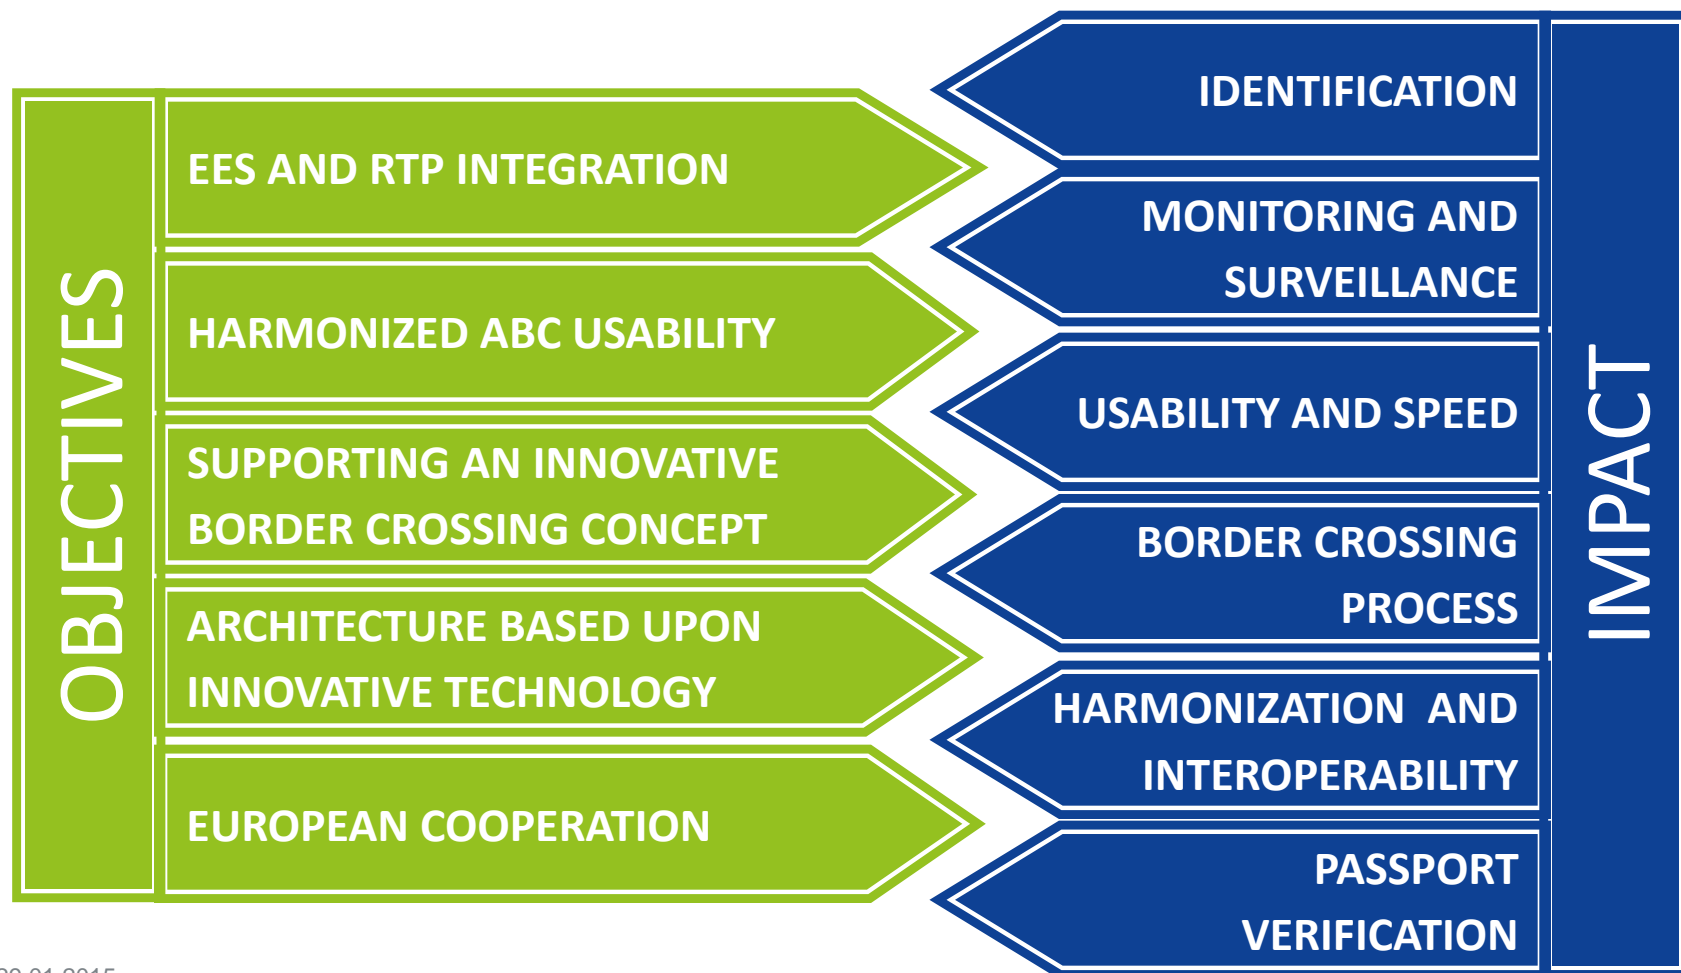 OBJECTIVES
EES AND RTP INTEGRATION
HARMONIZED ABC USABILITY
SUPPORTING AN INNOVATIVE
BORDER CROSSING CONCEPT
ARCHITECTURE BASED UPON
INNOVATIVE TECHNOLOGY
EUROPEAN COOPERATION
IDENTIFICATION
MONITORING AND
SURVEILLANCE
USABILITY AND SPEED
BORDER CROSSING
PROCESS
HARMONIZATION AND
INTEROPERABILITY
PASSPORT
VERIFICATION
IMPACT